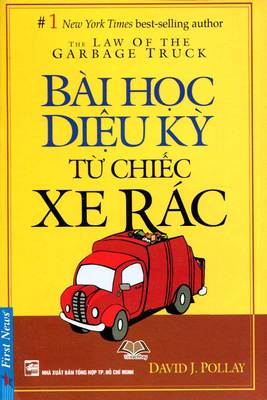 #1 New York Times best-selling author
THE LAW OF THE
GARBAGE TRUCK
BÀI HỌC
DIỆU KỲ
TỪ CHIẾC
XE RÁC
First News
NHÀ XUẤT BẢN TỔNG HỢP TP. HỒ CHÍ MINH
DAVID J. POLLAY